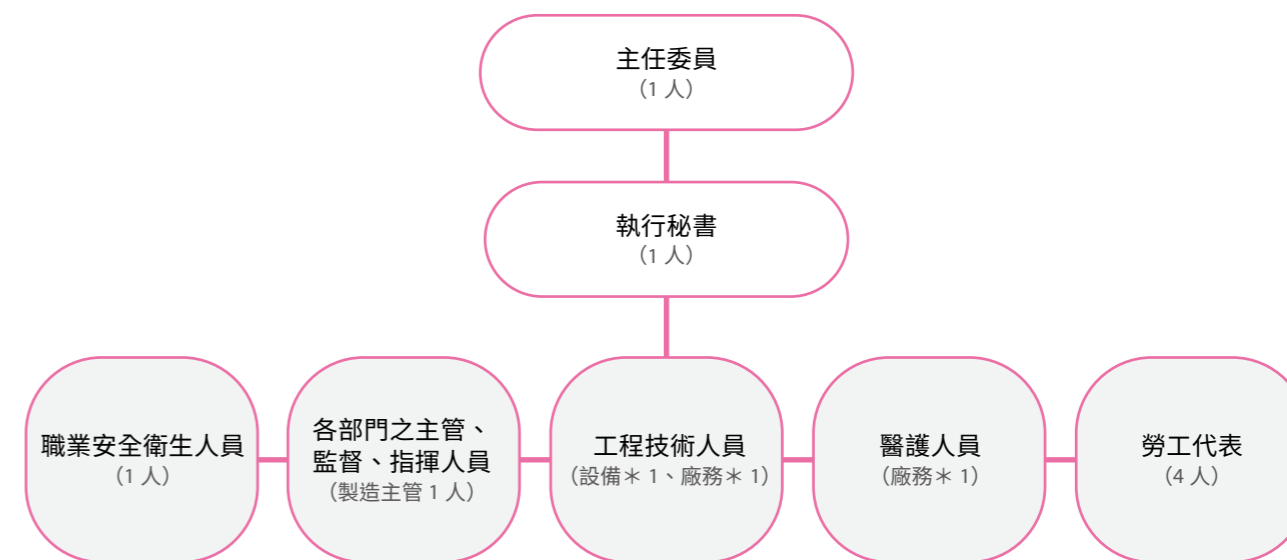 主任委員
（1 人）
執行秘書
（1 人）
職業安全衛生人員
（1 人）
各部門之主管、
監督、指揮人員
（製造主管 1 人）
工程技術人員
（設備＊ 1、廠務＊ 1）
醫護人員
（廠務＊ 1）
勞工代表
（4 人）